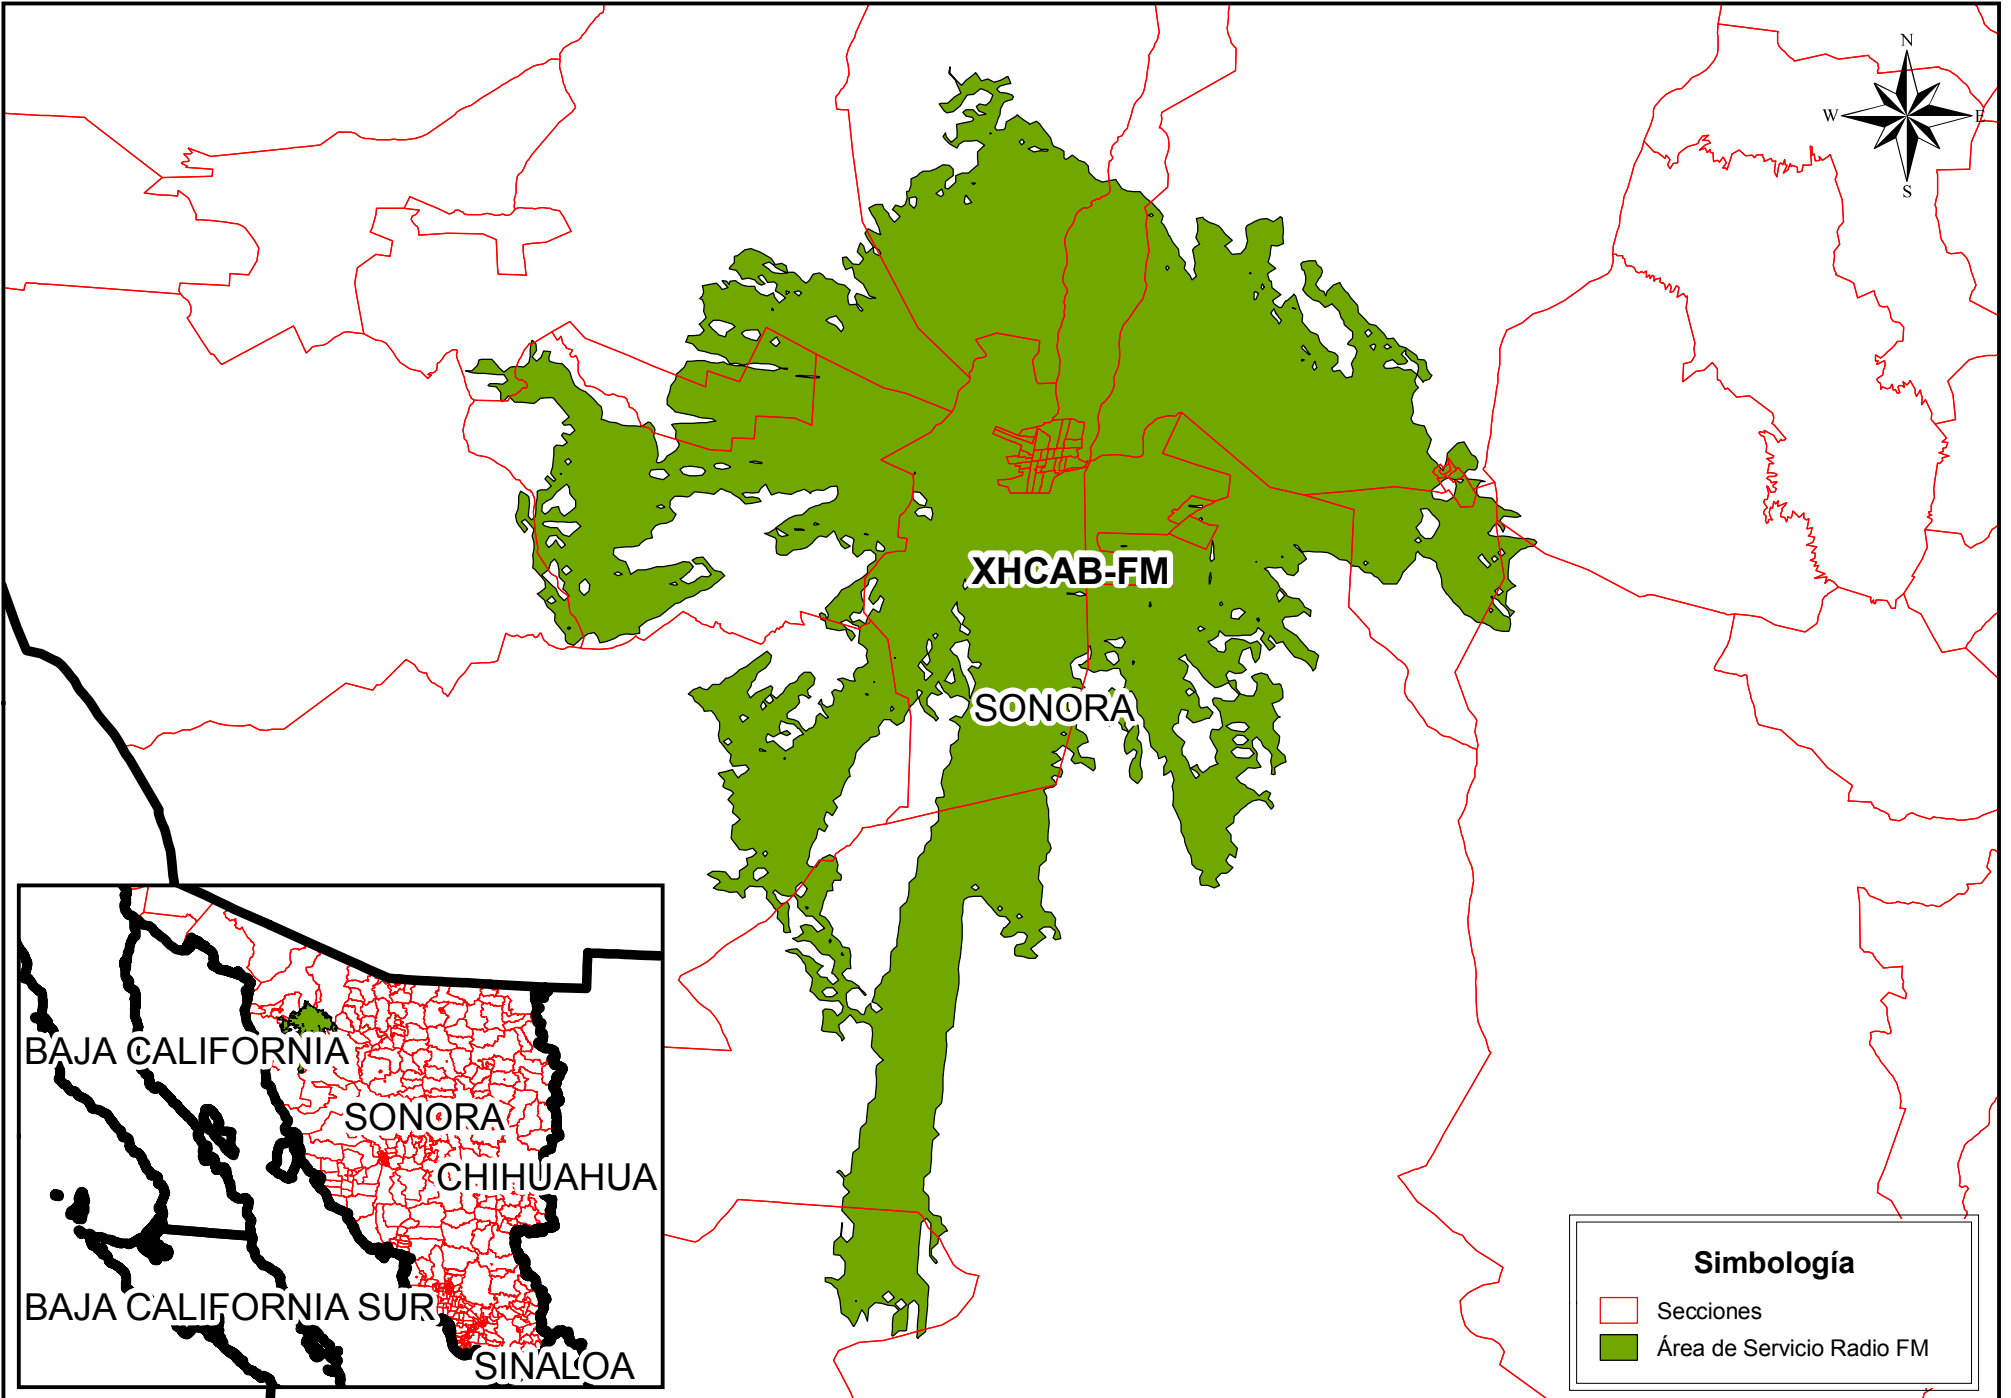 N
W
E
S
XHCAB-FM
SONORA
BAJA CALIFORNIA
SONORA
CHIHUAHUA
BAJA CALIFORNIA SUR
SINALOA
Simbología
Secciones
Área de Servicio Radio FM